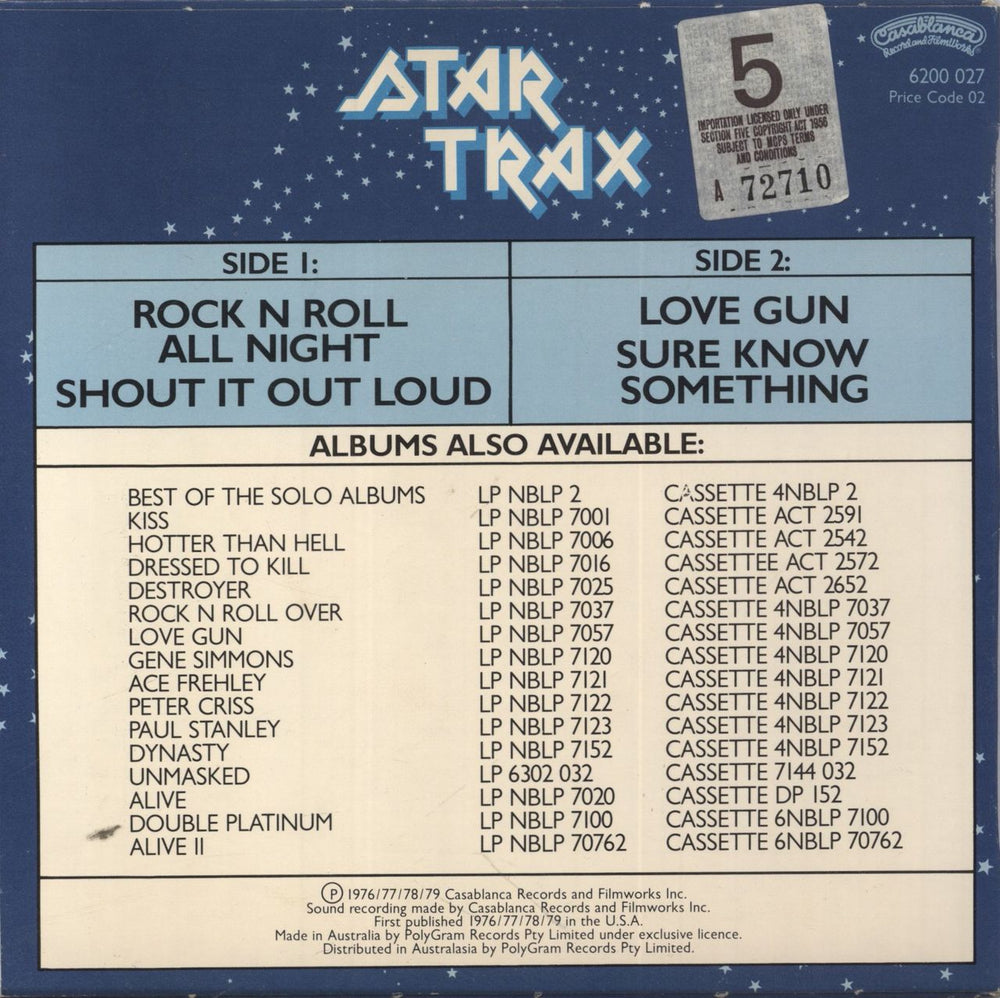 STAR
TRAX
5
IMPORTATION LICENSED ONLY UNDER
SECTION FIVE COPYRIGHT ACT 1956
SUBJECT TO MCPS TERMS
AND CONDITIONS
A 72710
Casablanca
Record and FilmWorks
6200 027
Price Code 02
SIDE 1:
ROCK N ROLL
ALL NIGHT
SHOUT IT OUT LOUD
SIDE 2:
LOVE GUN
SURE KNOW
SOMETHING
ALBUMS ALSO AVAILABLE:
BEST OF THE SOLO ALBUMS LP NBLP 2 CASSETTE 4NBLP 2
KISS LP NBLP 7001 CASSETTE ACT 2591
HOTTER THAN HELL LP NBLP 7006 CASSETTE ACT 2542
DRESSED TO KILL LP NBLP 7016 CASSETTEE ACT 2572
DESTROYER LP NBLP 7025 CASSETTE ACT 2652
ROCK N ROLL OVER LP NBLP 7037 CASSETTE 4NBLP 7037
LOVE GUN LP NBLP 7057 CASSETTE 4NBLP 7057
GENE SIMMONS LP NBLP 7120 CASSETTE 4NBLP 7120
ACE FREHLEY LP NBLP 7121 CASSETTE 4NBLP 7121
PETER CRISS LP NBLP 7122 CASSETTE 4NBLP 7122
PAUL STANLEY LP NBLP 7123 CASSETTE 4NBLP 7123
DYNASTY LP NBLP 7152 CASSETTE 4NBLP 7152
UNMASKED LP 6302 032 CASSETTE 7144 032
ALIVE LP NBLP 7020 CASSETTE DP 152
DOUBLE PLATINUM LP NBLP 7100 CASSETTE 6NBLP 7100
ALIVE II LP NBLP 70762 CASSETTE 6NBLP 70762
Ⓟ 1976/77/78/79 Casablanca Records and Filmworks Inc.
Sound recording made by Casablanca Records and Filmworks Inc.
First published 1976/77/78/79 in the U.S.A.
Made in Australia by PolyGram Records Pty Limited under exclusive licence.
Distributed in Australasia by PolyGram Records Pty Limited.